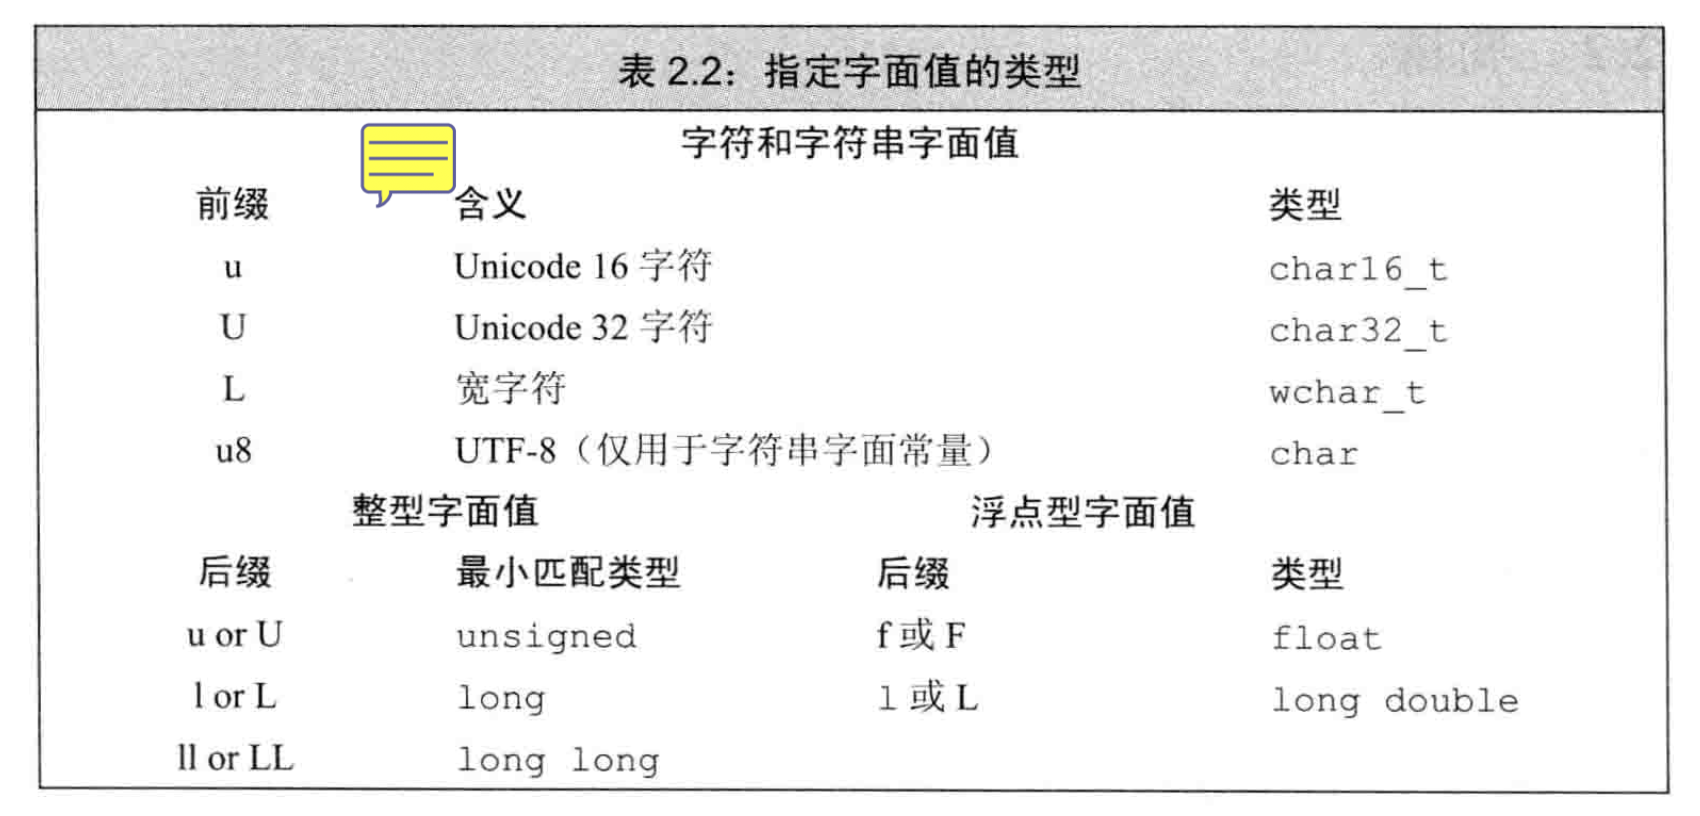 表 2.2：指定字面值的类型
字符和字符串字面值
前缀 含义 类型
u Unicode 16 字符 char16_t
U Unicode 32 字符 char32_t
L 宽字符 wchar_t
u8 UTF-8（仅用于字符串字面常量） char
整型字面值 浮点型字面值
后缀 最小匹配类型 后缀 类型
u or U unsigned f 或 F float
l or L long l 或 L long double
ll or LL long long